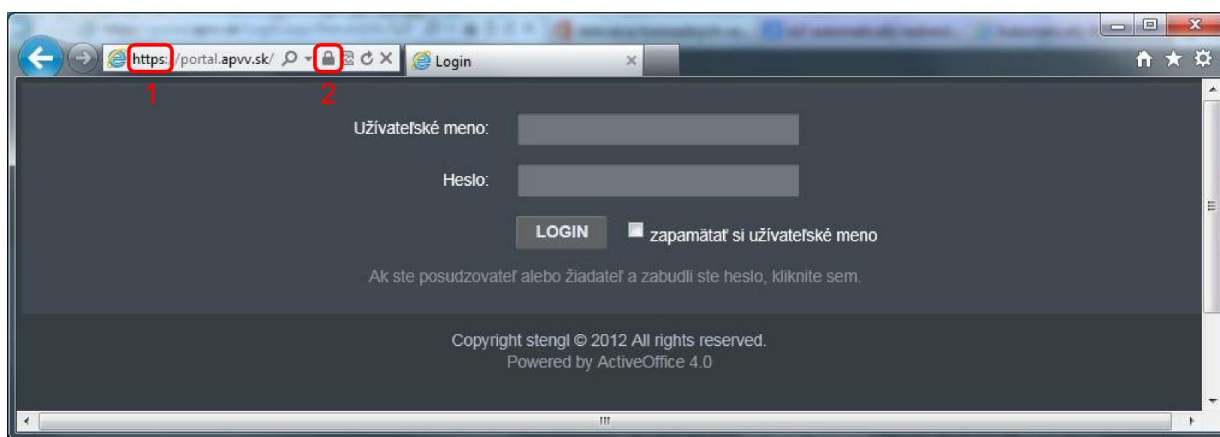 https://portal.apvv.sk/
Login
1
2
Užívateľské meno:
Heslo:
LOGIN
zapamätať si užívateľské meno
Ak ste posudzovateľ alebo žiadateľ a zabudli ste heslo, kliknite sem.
Copyright stengl © 2012 All rights reserved.
Powered by ActiveOffice 4.0